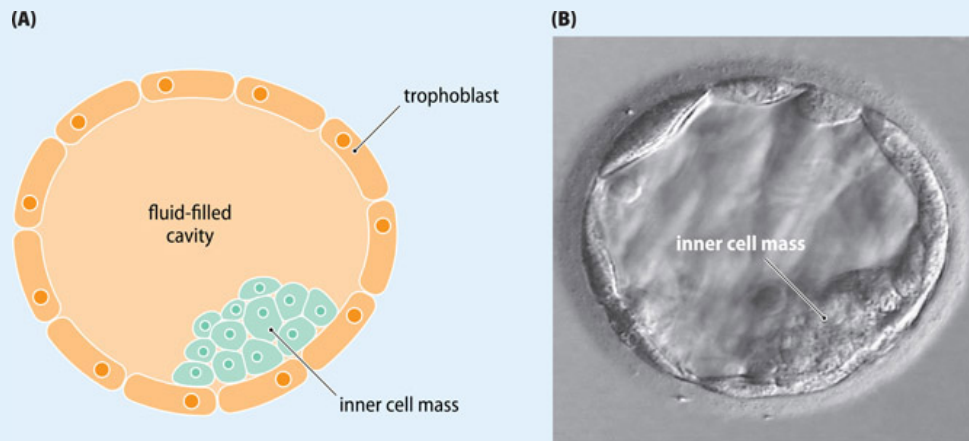 (A)
trophoblast
fluid-filled
cavity
inner cell mass
(B)
inner cell mass